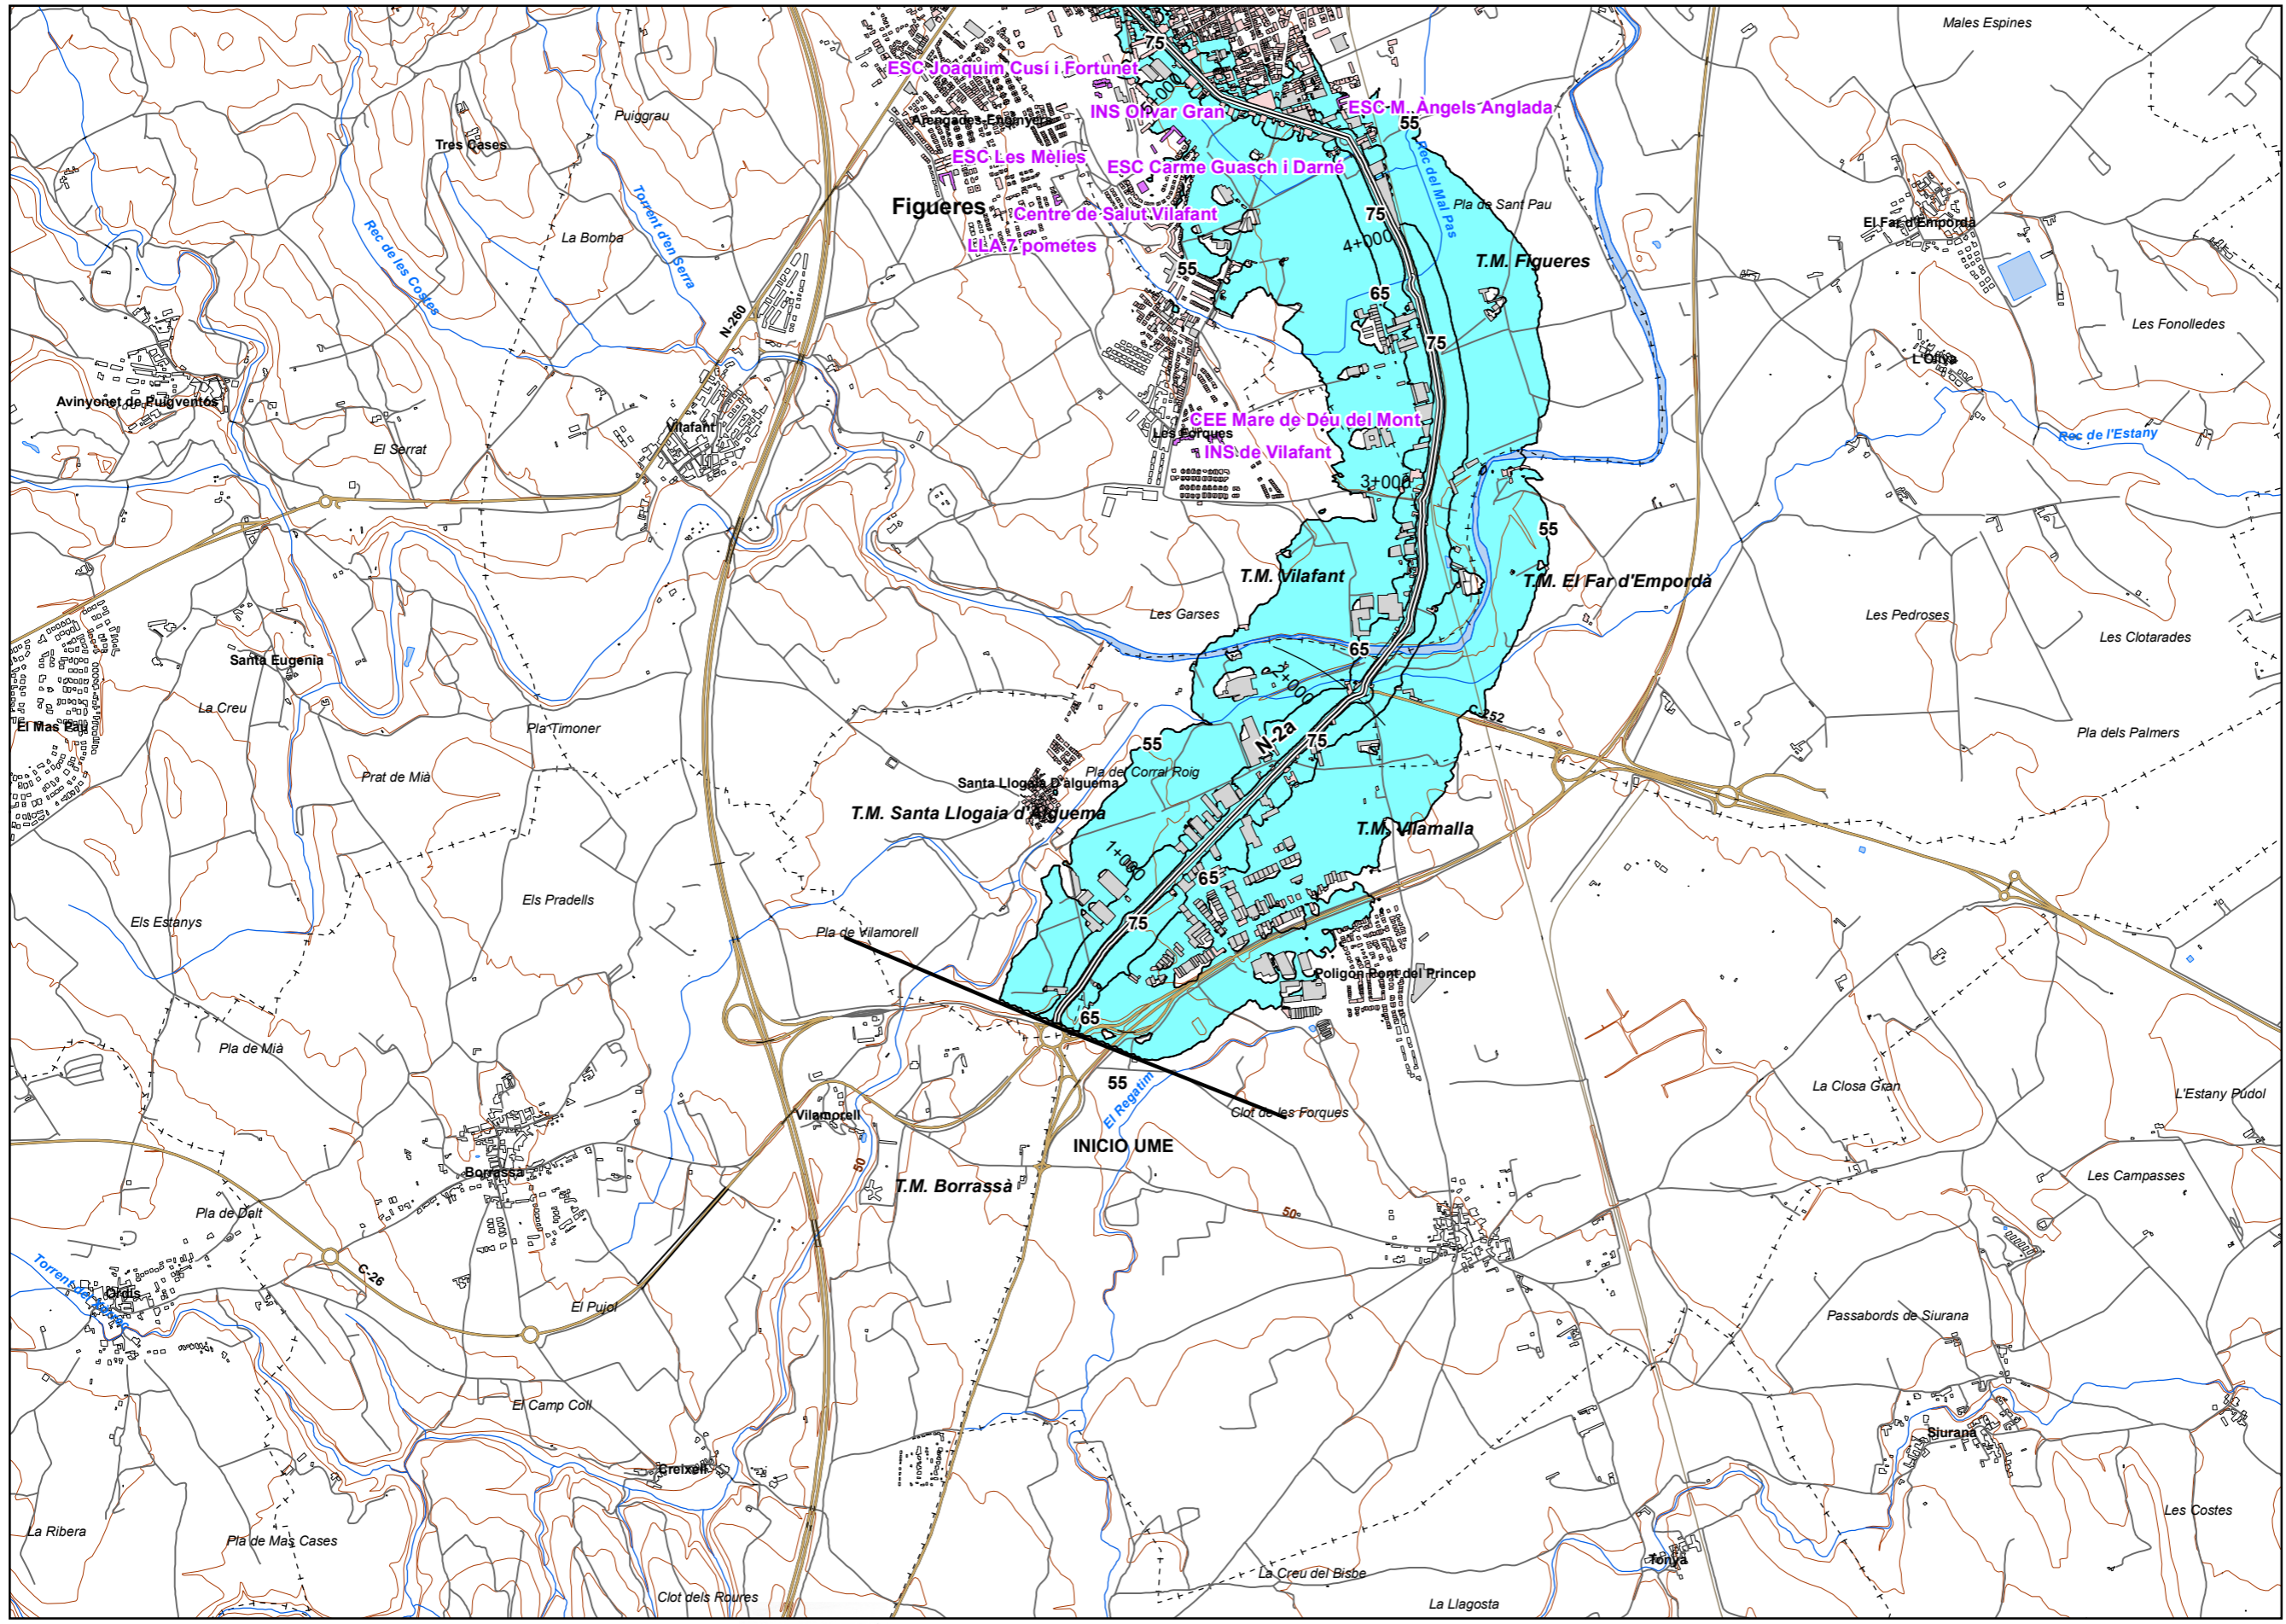 Males Espines
75
ESC Joaquim Cusí i Fortunet
INS Olivar Gran
ESC M. Àngels Anglada
55
Puiggrau
Arengades-Enginyers
Tres Cases
ESC Les Mèlies
ESC Carme Guasch i Darné
Rec del Mal Pas
Figueres
Centre de Salut Vilafant
75
Pla de Sant Pau
El Far d'Empordà
Torrent d'en Serra
La Bomba
LLA 7 pometes
4+000
T.M. Figueres
Rec de les Costes
55
65
N-260
Les Fonolledes
75
L'Oliva
Avinyonet de Puigventós
Vilafant
CEE Mare de Déu del Mont
Les Forques
Rec de l'Estany
El Serrat
INS de Vilafant
3+000
55
T.M. Vilafant
T.M. El Far d'Empordà
Les Garses
Les Pedroses
Les Clotarades
Santa Eugenia
65
2+000
La Creu
El Mas Pau
Pla Timoner
C-252
Pla dels Palmers
N-2a
75
55
Prat de Mià
Pla del Corral Roig
Santa Llogaia D'alguema
T.M. Santa Llogaia d'Alguema
T.M. Vilamalla
1+000
65
Els Pradells
Els Estanys
75
Pla de Vilamorell
Poligon Pont del Princep
65
Pla de Mià
55
La Closa Gran
L'Estany Pudol
Vilamorell
El Regatim
Clot de les Forques
INICIO UME
50
Borrassà
T.M. Borrassà
Les Campasses
Pla de Dalt
50
C-26
Ordis
El Pujol
Passabords de Siurana
El Camp Coll
Siurana
Creixell
Les Costes
La Ribera
Pla de Mas Cases
Tonyà
La Creu del Bisbe
Clot dels Roures
La Llagosta